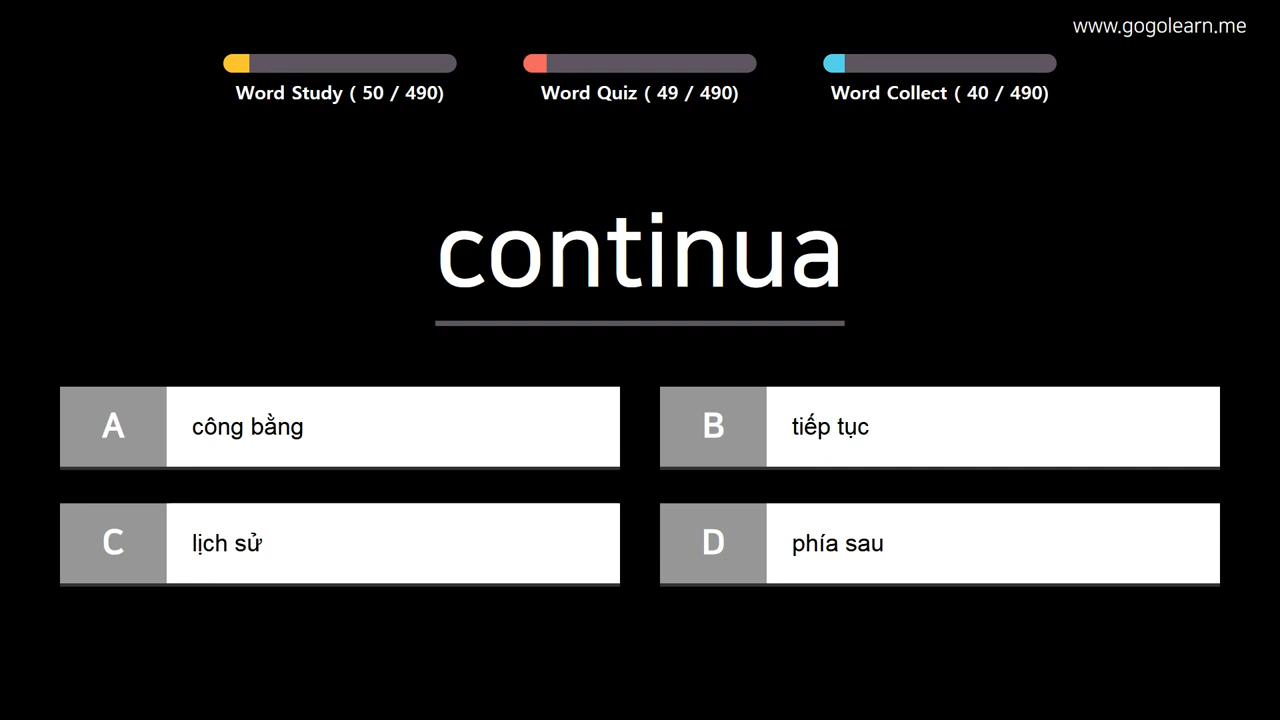 www.gogolearn.me
Word Study ( 50 / 490)
Word Quiz ( 49 / 490)
Word Collect ( 40 / 490)
continua
A
công bằng
B
tiếp tục
C
lịch sử
D
phía sau